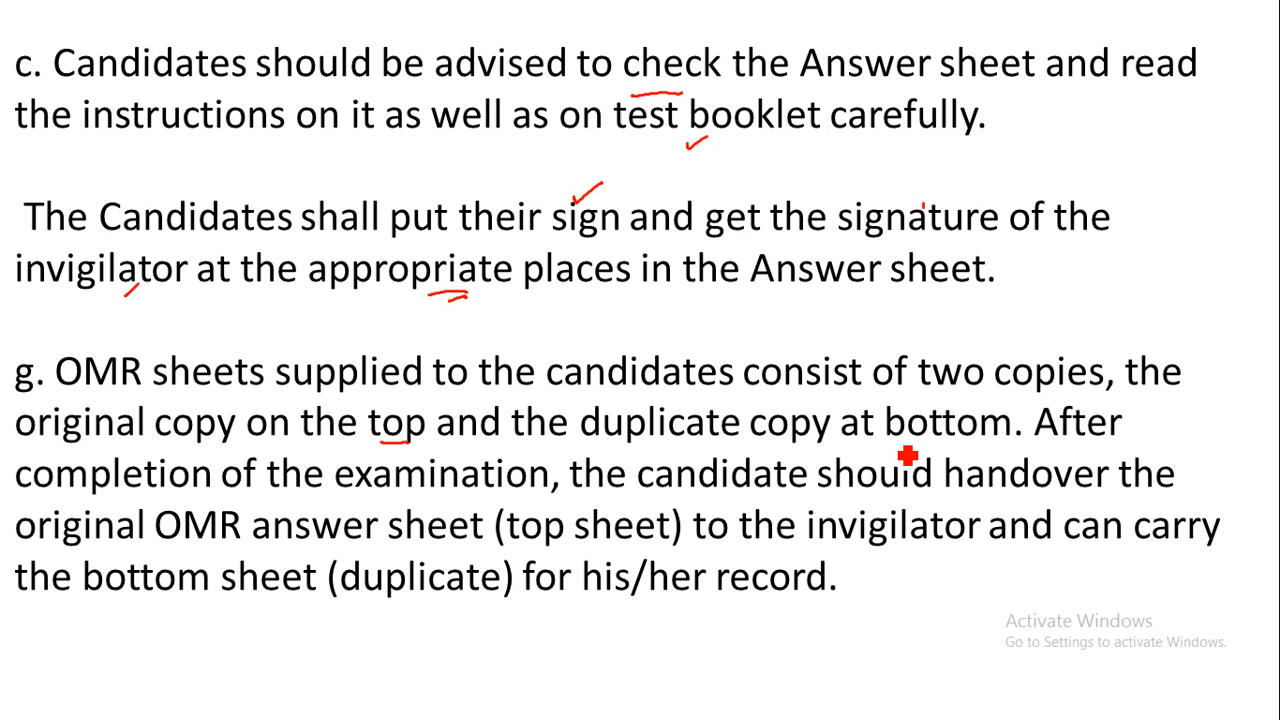 c. Candidates should be advised to check the Answer sheet and read
the instructions on it as well as on test booklet carefully.
The Candidates shall put their sign and get the signature of the
invigilator at the appropriate places in the Answer sheet.
g. OMR sheets supplied to the candidates consist of two copies, the
original copy on the top and the duplicate copy at bottom. After
completion of the examination, the candidate should handover the
original OMR answer sheet (top sheet) to the invigilator and can carry
the bottom sheet (duplicate) for his/her record.
Activate Windows
Go to Settings to activate Windows.